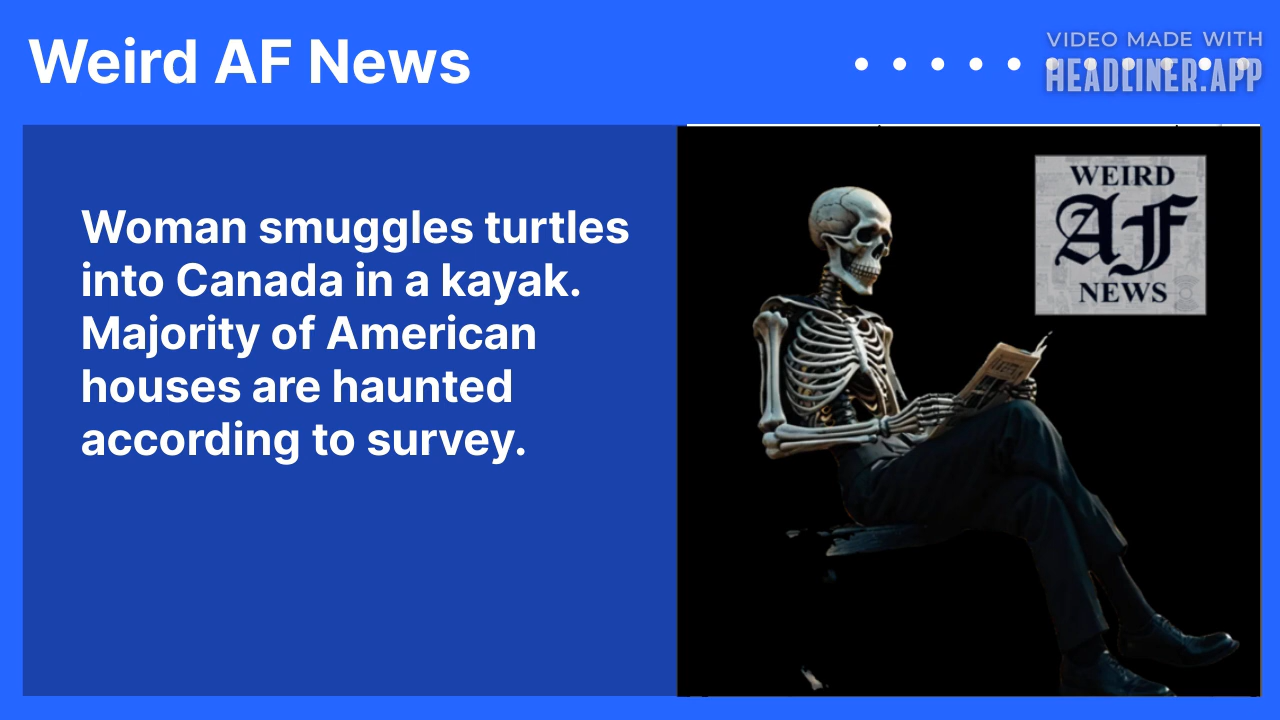 Weird AF News
VIDEO MADE WITH
HEADLINER.APP
Woman smuggles turtles
into Canada in a kayak.
Majority of American
houses are haunted
according to survey.
WEIRD
AF
NEWS